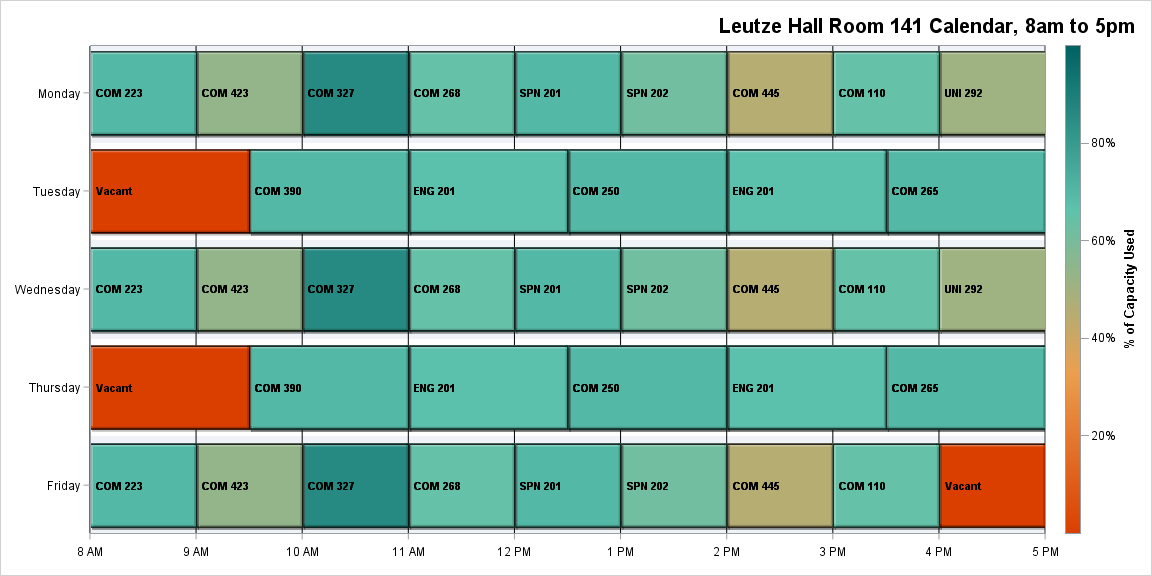 Leutze Hall Room 141 Calendar, 8am to 5pm
Monday
COM 223
COM 423
COM 327
COM 268
SPN 201
SPN 202
COM 445
COM 110
UNI 292
Tuesday
Vacant
COM 390
ENG 201
COM 250
ENG 201
COM 265
Wednesday
COM 223
COM 423
COM 327
COM 268
SPN 201
SPN 202
COM 445
COM 110
UNI 292
Thursday
Vacant
COM 390
ENG 201
COM 250
ENG 201
COM 265
Friday
COM 223
COM 423
COM 327
COM 268
SPN 201
SPN 202
COM 445
COM 110
Vacant
8 AM
9 AM
10 AM
11 AM
12 PM
1 PM
2 PM
3 PM
4 PM
5 PM
80%
60%
40%
20%
% of Capacity Used